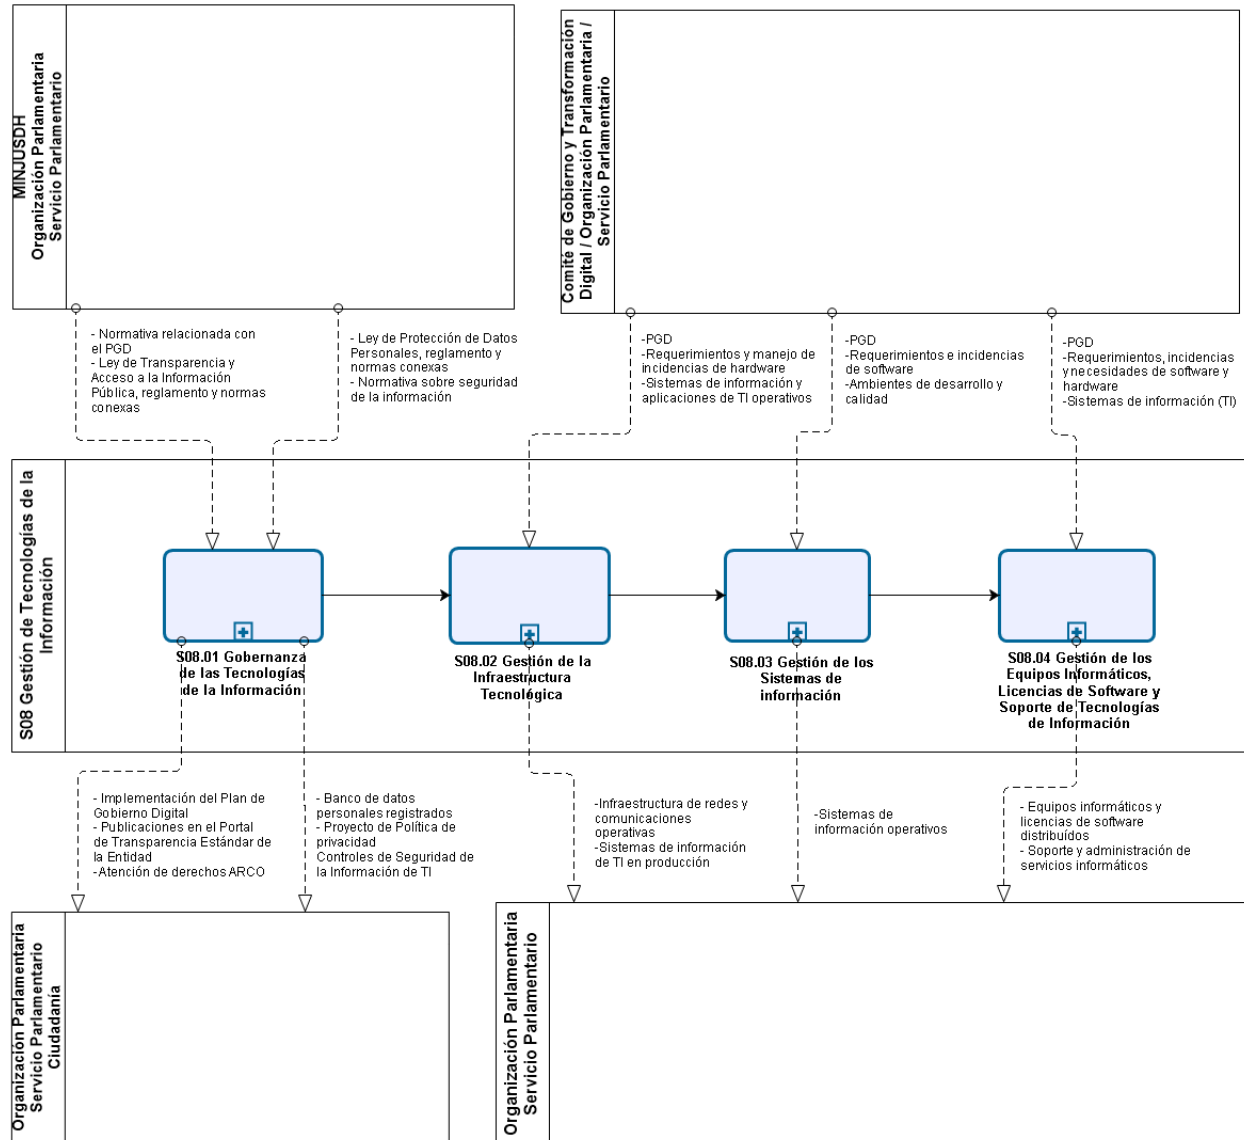 MINJUSDH
Organización Parlamentaria
Servicio Parlamentario
Comité de Gobierno y Transformación
Digital / Organización Parlamentaria /
Servicio Parlamentario
- Normativa relacionada con
el PGD
- Ley de Transparencia y
Acceso a la Información
Pública, reglamento y normas
conexas
- Ley de Protección de Datos
Personales, reglamento y
normas conexas
- Normativa sobre seguridad
de la información
-PGD
-Requerimientos y manejo de
incidencias de hardware
-Sistemas de información y
aplicaciones de TI operativos
-PGD
-Requerimientos e incidencias
de software
-Ambientes de desarrollo y
calidad
-PGD
-Requerimientos, incidencias
y necesidades de software y
hardware
-Sistemas de información (TI)
S08 Gestión de Tecnologías de la
Información
S08.01 Gobernanza
de las Tecnologías
de la Información
S08.02 Gestión de la
Infraestructura
Tecnológica
S08.03 Gestión de los
Sistemas de
información
S08.04 Gestión de los
Equipos Informáticos,
Licencias de Software y
Soporte de Tecnologías
de Información
- Implementación del Plan de
Gobierno Digital
- Publicaciones en el Portal
de Transparencia Estándar de
la Entidad
-Atención de derechos ARCO
- Banco de datos
personales registrados
- Proyecto de Política de
privacidad
Controles de Seguridad de
la Información de TI
-Infraestructura de redes y
comunicaciones
operativas
-Sistemas de información
de TI en producción
-Sistemas de
información operativos
- Equipos informáticos y
licencias de software
distribuídos
- Soporte y administración de
servicios informáticos
Organización Parlamentaria
Servicio Parlamentario
Ciudadanía
Organización Parlamentaria
Servicio Parlamentario